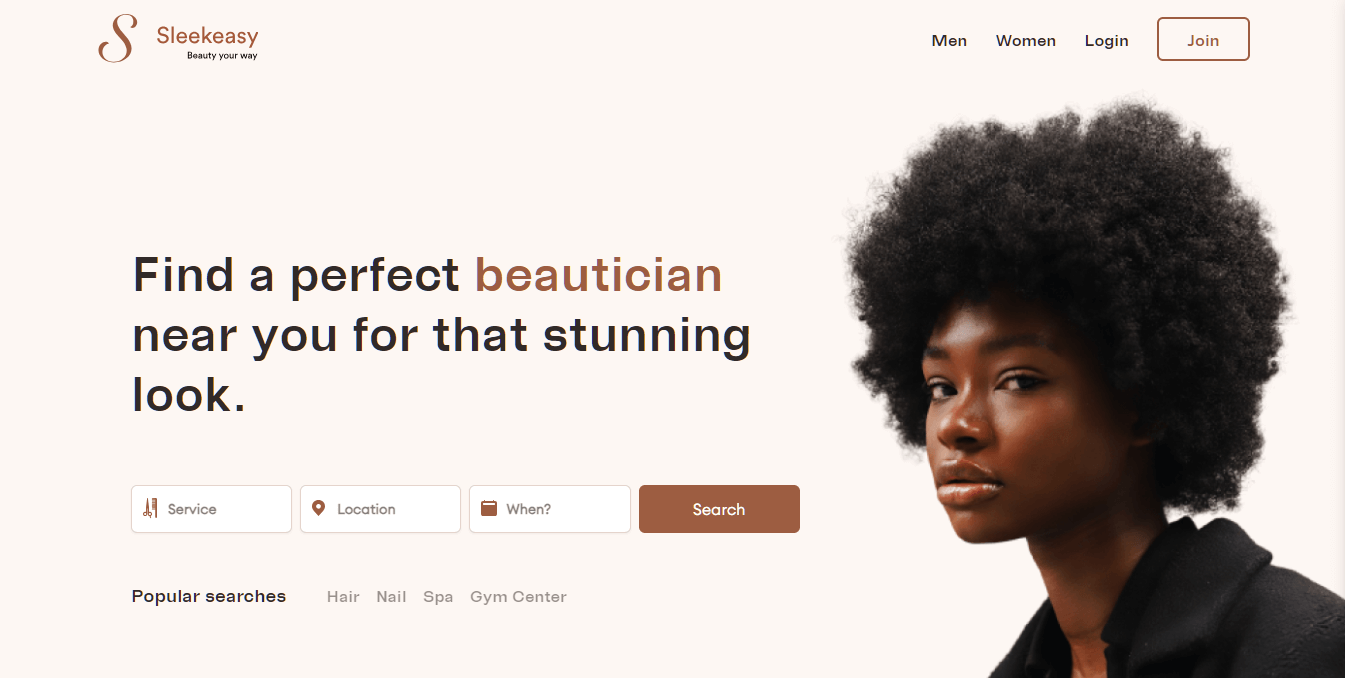 Sleekeasy
Beauty your way
Men Women Login Join
Find a perfect beautician
near you for that stunning
look.
Service Location When? Search
Popular searches Hair Nail Spa Gym Center